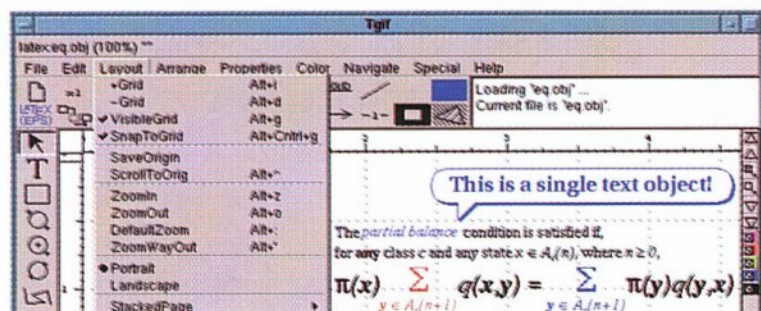 Tgif
latex:eq.obj (100%) ""
File Edit Layout Arrange Properties Color Navigate Special Help
+Grid Alt+i
-Grid Alt+d
VisibleGrid Alt+g
SnapToGrid Alt+Cntrl+g
SaveOrigin
ScrollToOrig Alt+^
ZoomIn Alt+z
ZoomOut Alt+o
DefaultZoom Alt+:
ZoomWayOut Alt+`
Portrait
Landscape
StackedPage
LATEX
(EPS)
Loading "eq.obj" ...
Current file is "eq.obj".
2 3 4
This is a single text object!
The partial balance condition is satisfied if,
for any class c and any state x ∈ A_c(n), where n ≥ 0,
π(x) ∑ q(x,y) = ∑ π(y)q(y,x)
y ∈ A_c(n+1) y ∈ A_c(n+1)